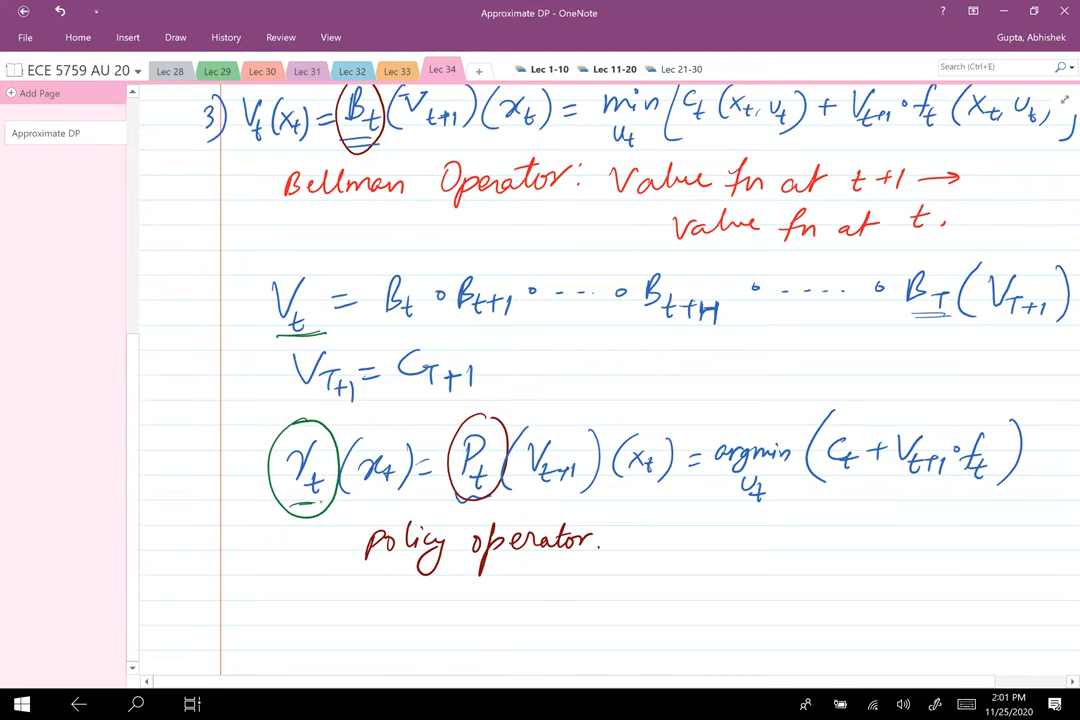 Approximate DP - OneNote
Gupta, Abhishek
File Home Insert Draw History Review View
ECE 5759 AU 20 Lec 28 Lec 29 Lec 30 Lec 31 Lec 32 Lec 33 Lec 34 Lec 1-10 Lec 11-20 Lec 21-30
Search (Ctrl+E)
Add Page
Approximate DP
3) V_t(x_t) = B_t(V_{t+1})(x_t) = min_{u_t} [ C_t(x_t, u_t) + V_{t+1} ∘ f_t(x_t, u_t, )
Bellman Operator: Value fn at t+1 →
value fn at t.
V_t = B_t ∘ B_{t+1} ∘ ... ∘ B_{t+H} ∘ ..... ∘ B_T (V_{T+1})
V_{T+1} = C_{T+1}
γ_t(x_t) = P_t(V_{t+1})(x_t) = argmin_{u_t} (C_t + V_{t+1} ∘ f_t)
policy operator.
2:01 PM
11/25/2020